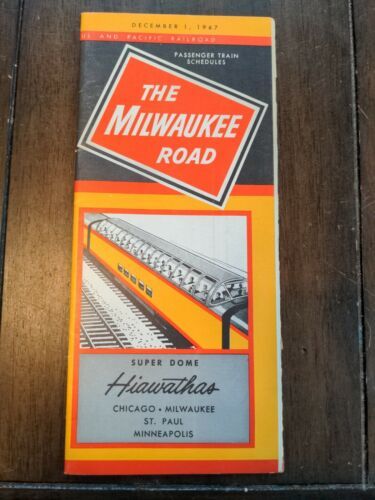 DECEMBER 1, 1967
UL AND PACIFIC RAILROAD
PASSENGER TRAIN
SCHEDULES
THE
MILWAUKEE
ROAD
SUPER DOME
Hiawathas
CHICAGO • MILWAUKEE
ST. PAUL
MINNEAPOLIS